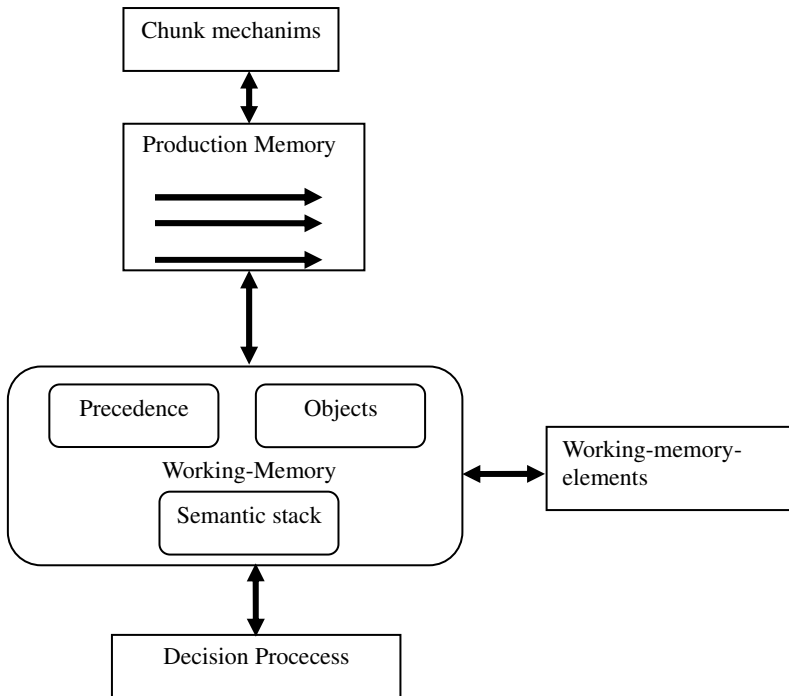 Chunk mechanims
Production Memory
Precedence
Objects
Working-Memory
Working-memory-
elements
Semantic stack
Decision Procecess